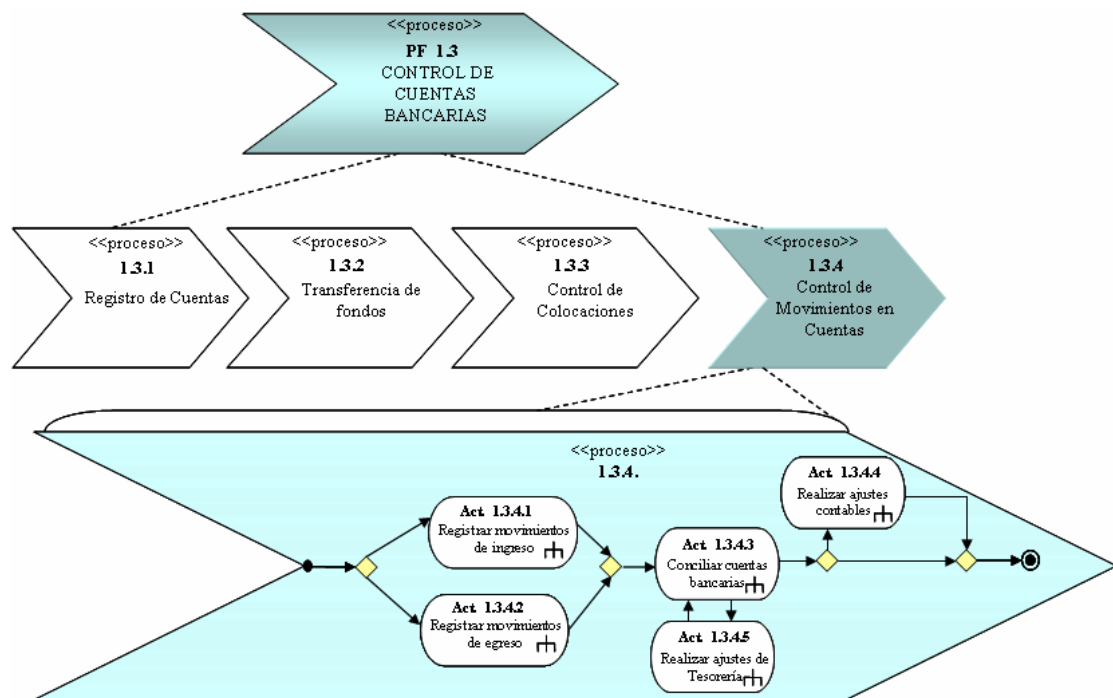 <<proceso>>
PF 1.3
CONTROL DE
CUENTAS
BANCARIAS
<<proceso>>
1.3.1
Registro de Cuentas
<<proceso>>
1.3.2
Transferencia de
fondos
<<proceso>>
1.3.3
Control de
Colocaciones
<<proceso>>
1.3.4
Control de
Movimientos en
Cuentas
<<proceso>>
1.3.4.
Act. 1.3.4.1
Registrar movimientos
de ingreso
Act. 1.3.4.2
Registrar movimientos
de egreso
Act. 1.3.4.3
Conciliar cuentas
bancarias
Act. 1.3.4.4
Realizar ajustes
contables
Act. 1.3.4.5
Realizar ajustes de
Tesorería